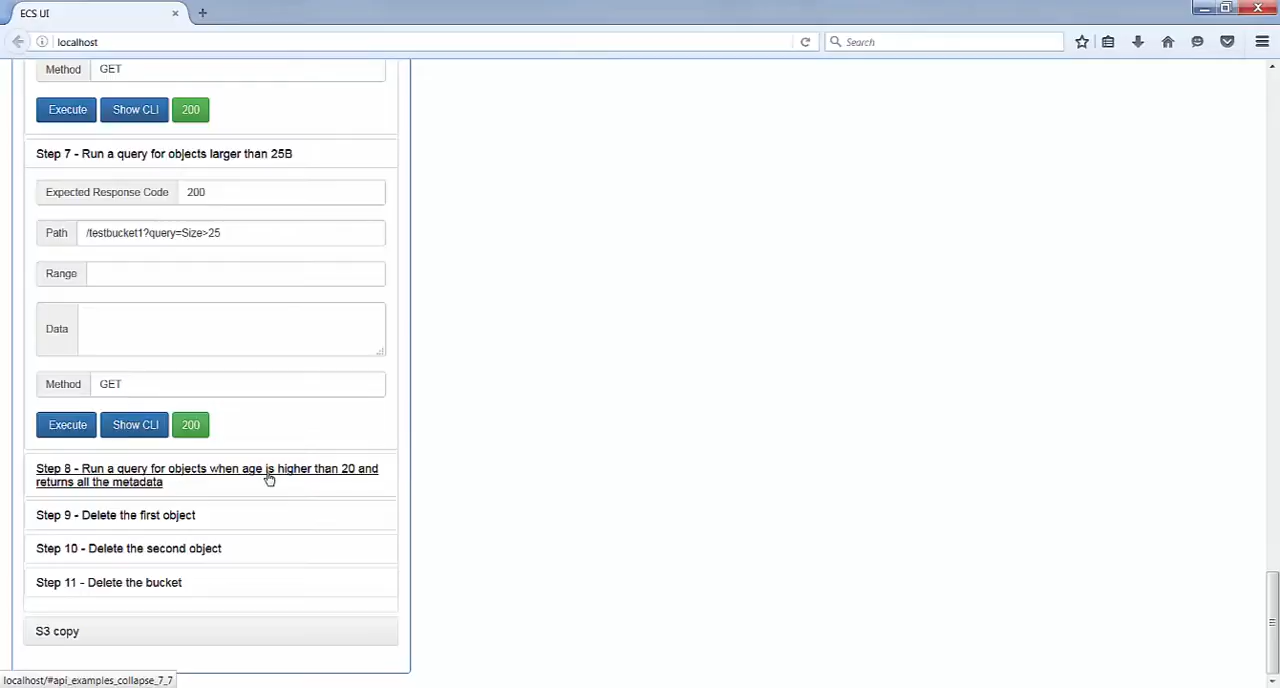 ECS UI
localhost
Search
Method GET
Execute Show CLI 200
Step 7 - Run a query for objects larger than 25B
Expected Response Code 200
Path /testbucket1?query=Size>25
Range
Data
Method GET
Execute Show CLI 200
Step 8 - Run a query for objects when age is higher than 20 and
returns all the metadata
Step 9 - Delete the first object
Step 10 - Delete the second object
Step 11 - Delete the bucket
S3 copy
localhost/#api_examples_collapse_7_7